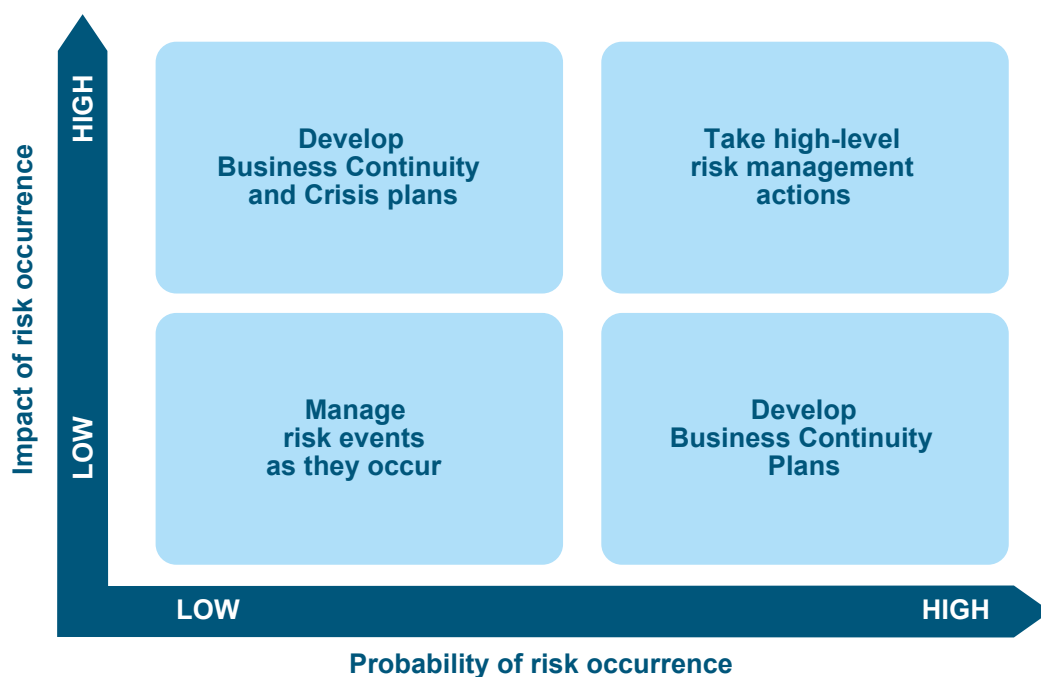 Impact of risk occurrence
HIGH
LOW
Develop
Business Continuity
and Crisis plans
Take high-level
risk management
actions
Manage
risk events
as they occur
Develop
Business Continuity
Plans
LOW
HIGH
Probability of risk occurrence